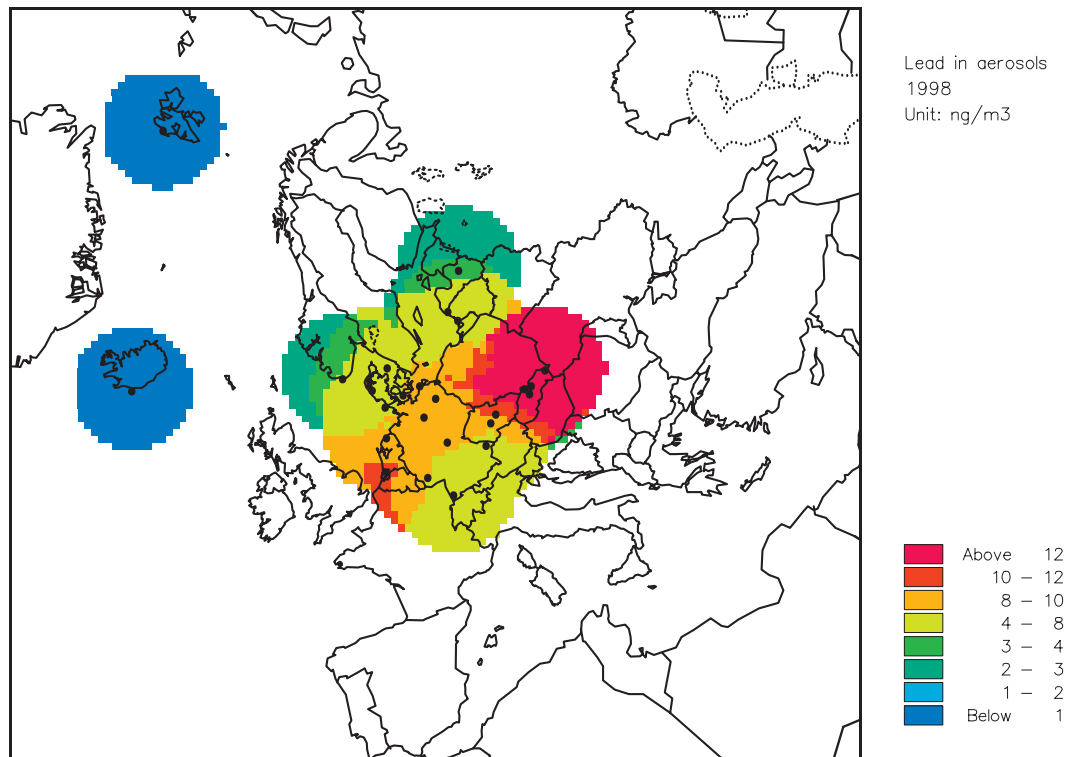 Lead in aerosols
1998
Unit: ng/m3
Above 12
10 – 12
8 – 10
4 – 8
3 – 4
2 – 3
1 – 2
Below 1